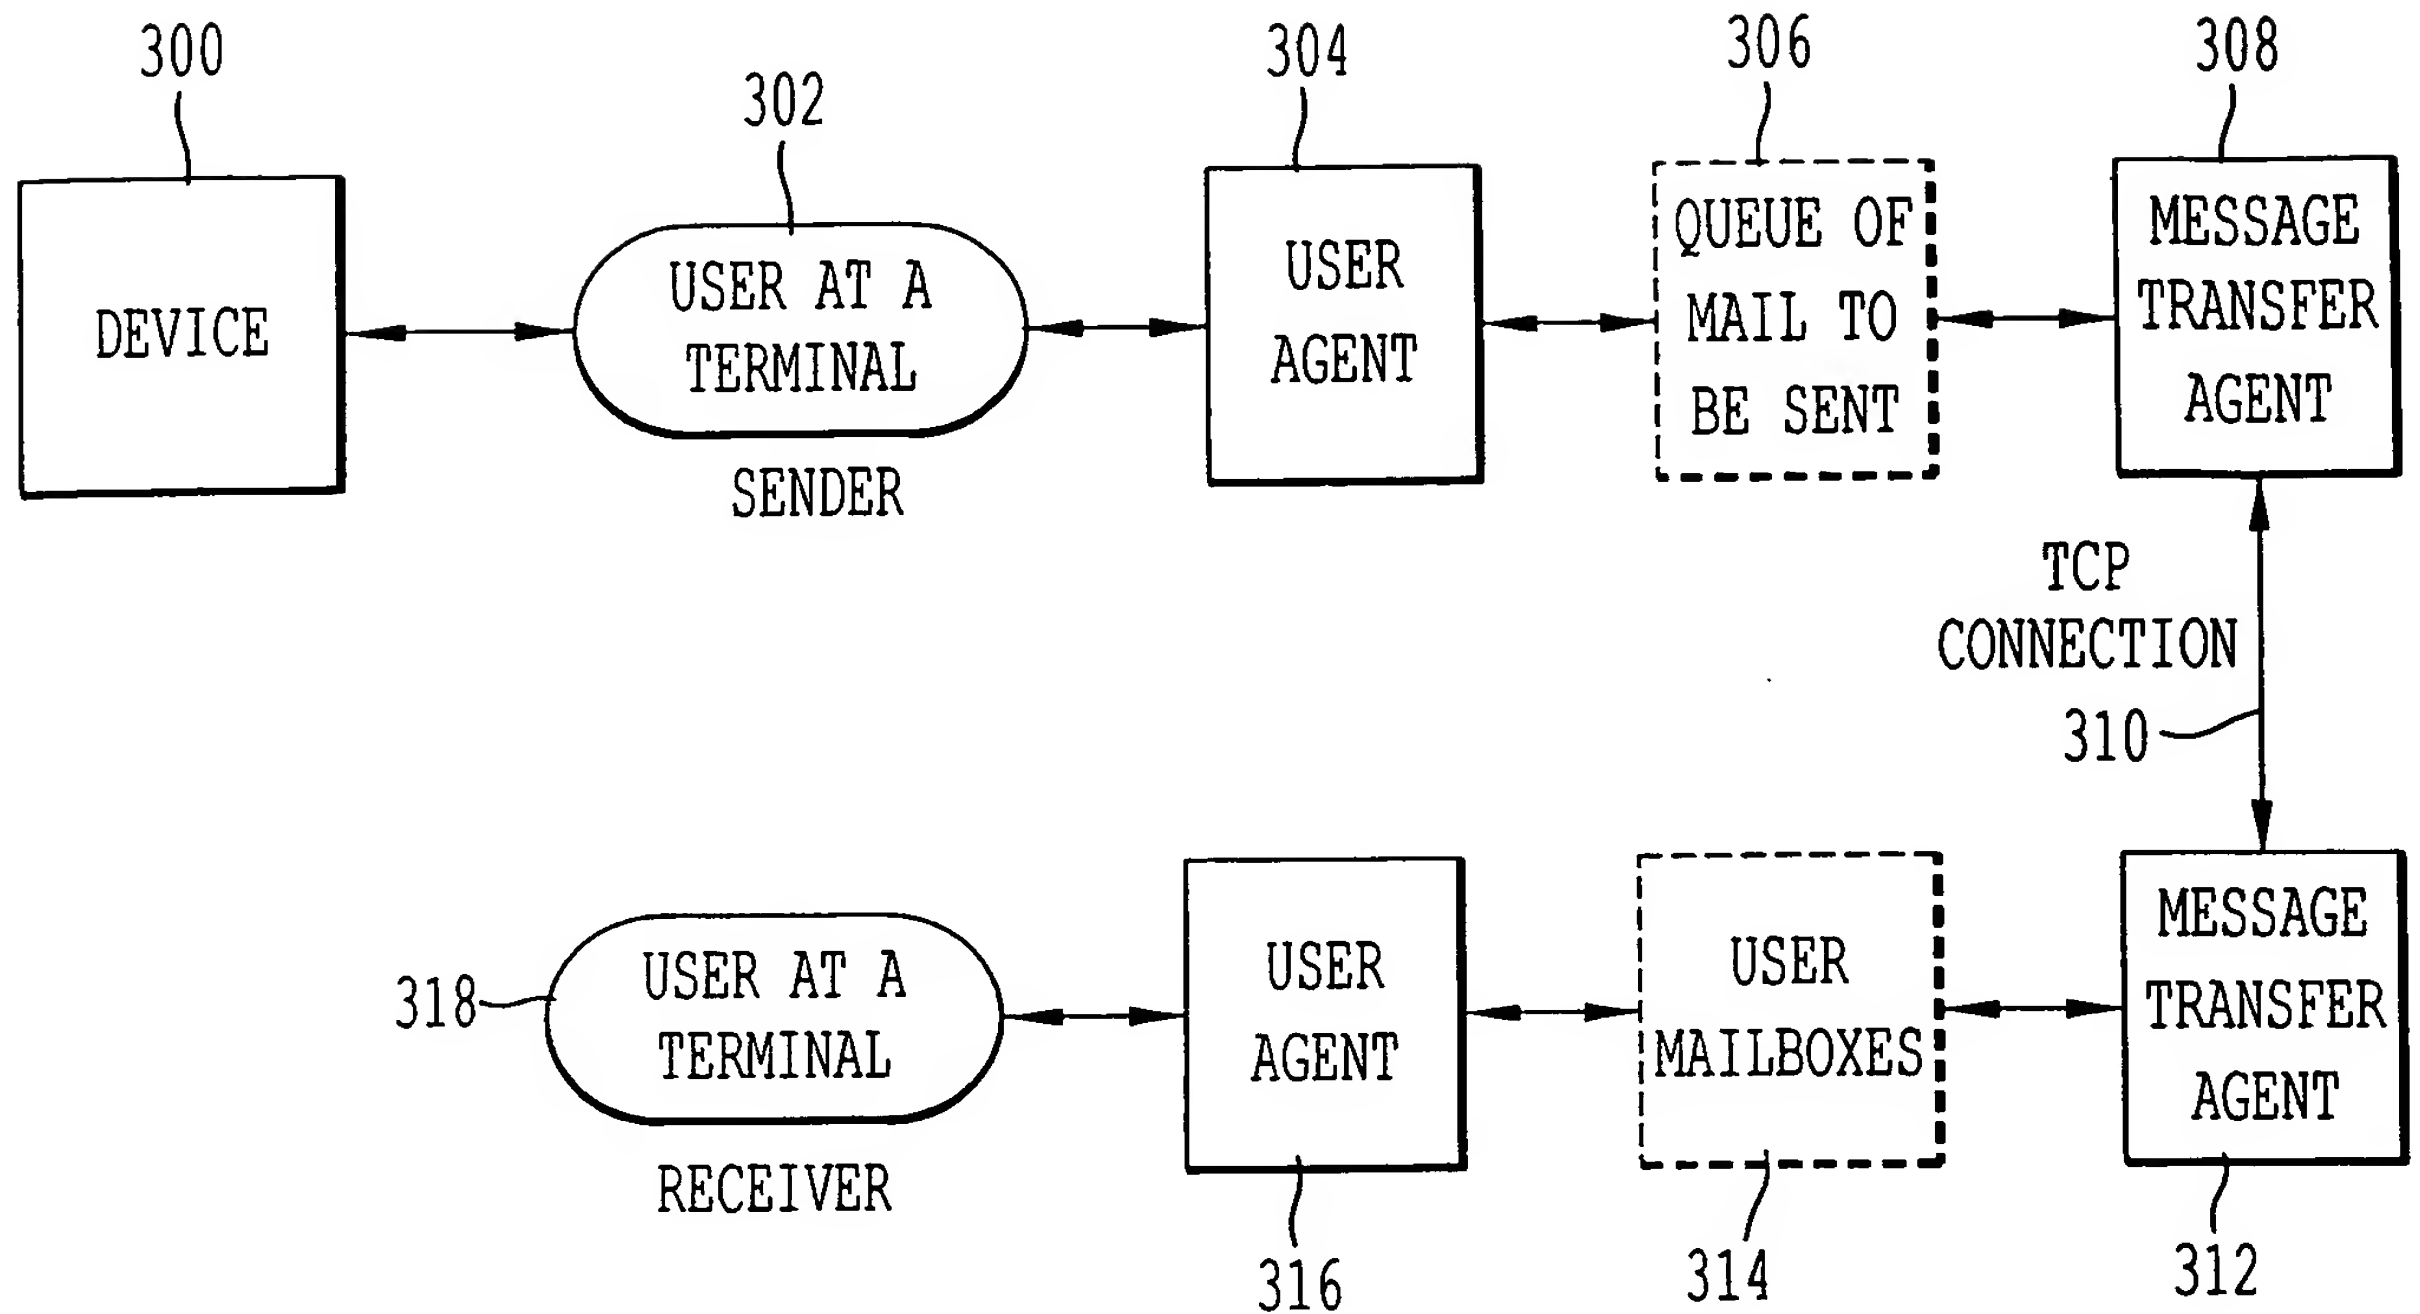 300
302
304
306
308
DEVICE
USER AT A
TERMINAL
SENDER
USER
AGENT
QUEUE OF
MAIL TO
BE SENT
MESSAGE
TRANSFER
AGENT
TCP
CONNECTION
310
318
USER AT A
TERMINAL
RECEIVER
USER
AGENT
316
USER
MAILBOXES
314
MESSAGE
TRANSFER
AGENT
312